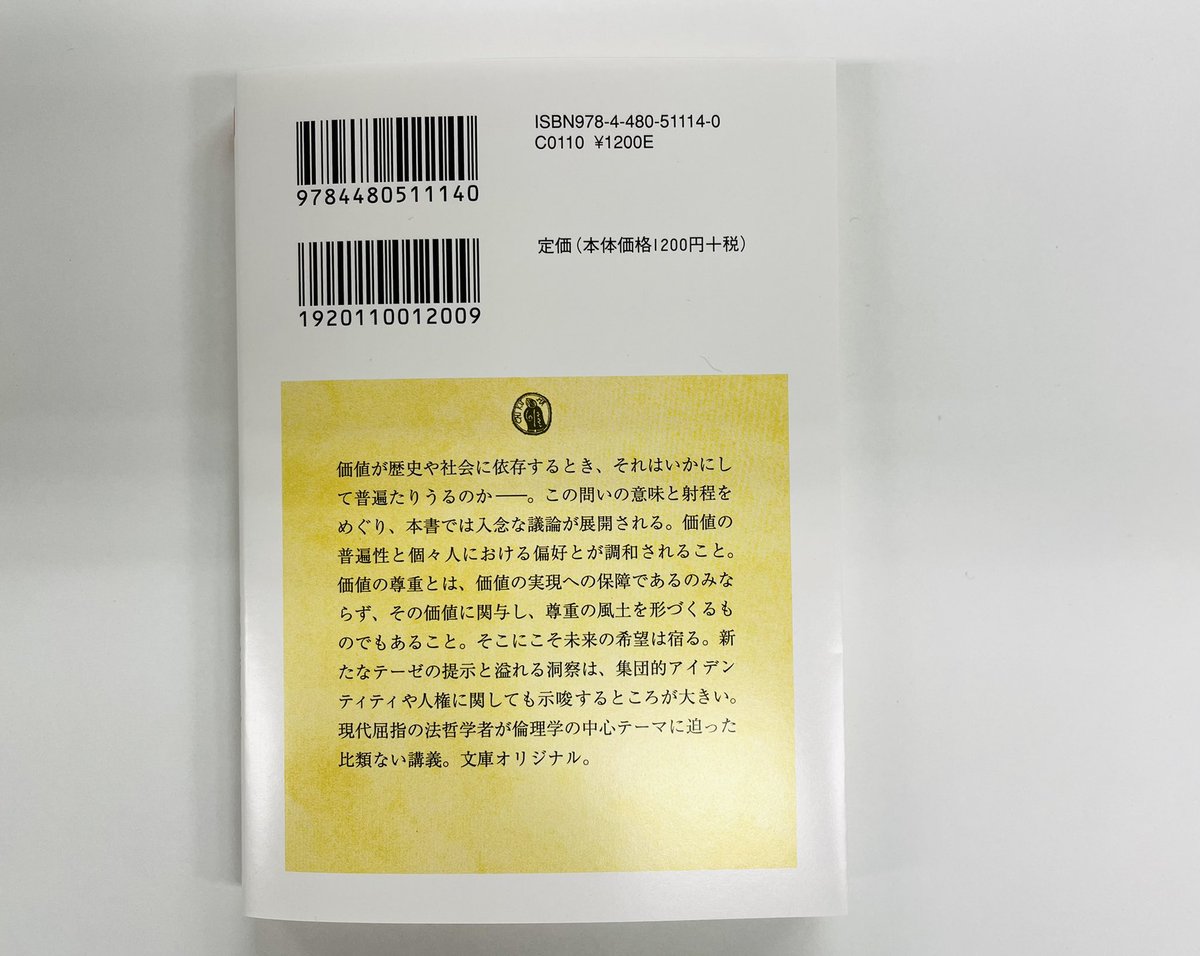 ISBN978-4-480-51114-0
C0110 ¥1200E
9784480511140
定価(本体価格1200円+税)
1920110012009
価値が歴史や社会に依存するとき、それはいかにし
て普遍たりうるのか——。この問いの意味と射程を
めぐり、本書では入念な議論が展開される。価値の
普遍性と個々人における偏好とが調和されること。
価値の尊重とは、価値の実現への保障であるのみな
らず、その価値に関与し、尊重の風土を形づくるも
のでもあること。そこにこそ未来の希望は宿る。新
たなテーゼの提示と溢れる洞察は、集団的アイデン
ティティや人権に関しても示唆するところが大きい。
現代屈指の法哲学者が倫理学の中心テーマに迫った
比類ない講義。文庫オリジナル。